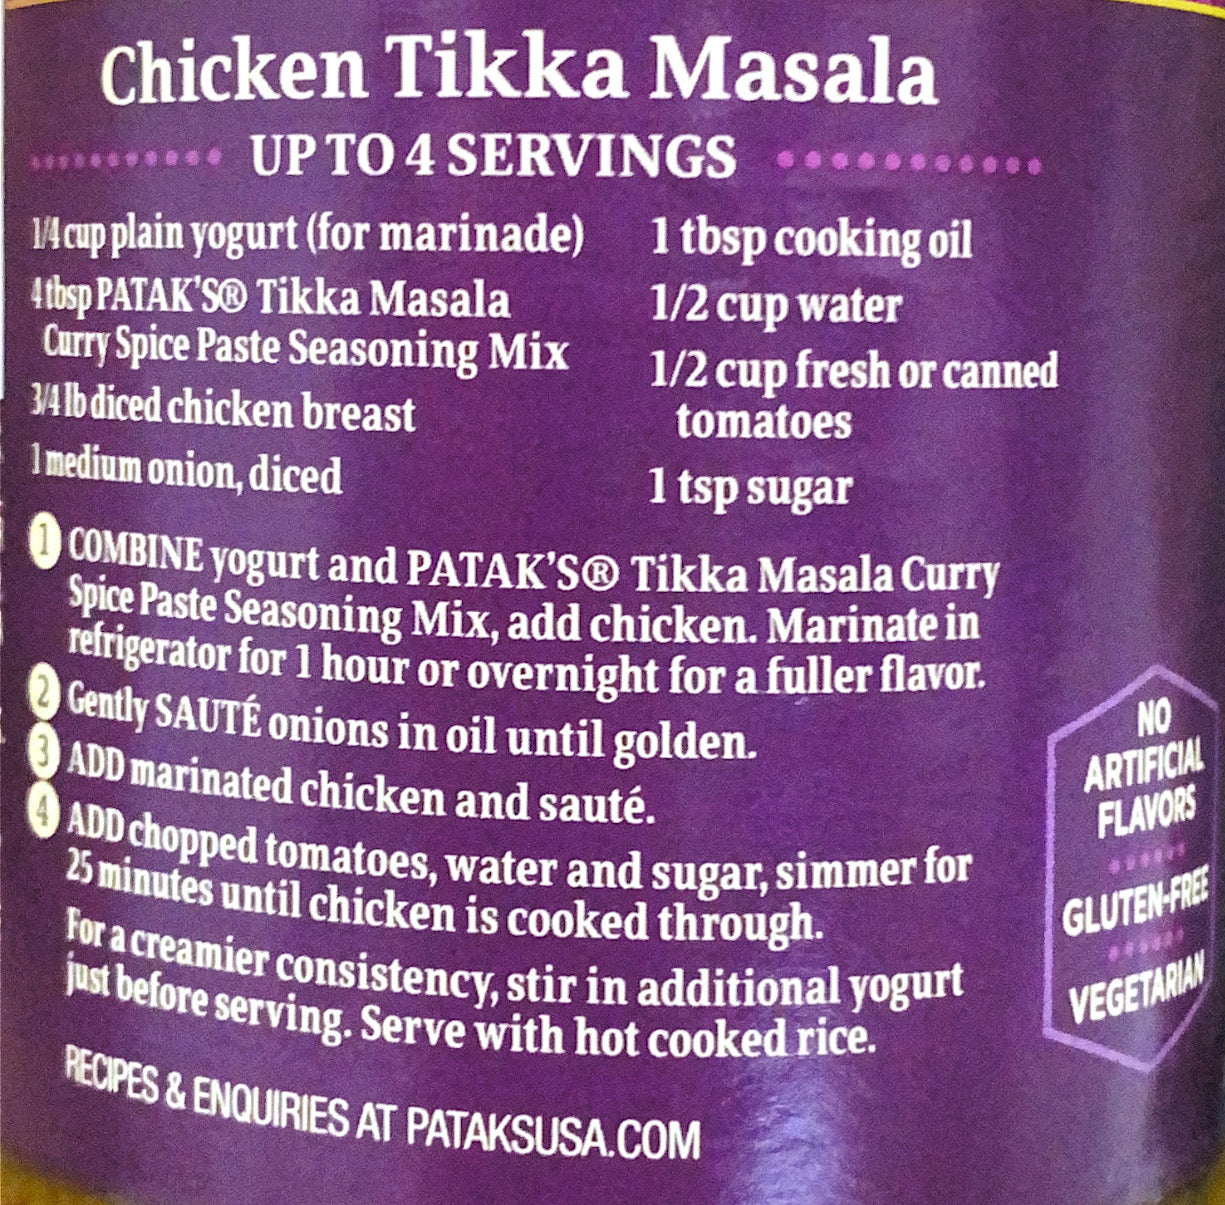 Chicken Tikka Masala
UP TO 4 SERVINGS
1/4 cup plain yogurt (for marinade)
4 tbsp PATAK'S® Tikka Masala
Curry Spice Paste Seasoning Mix
3/4 lb diced chicken breast
1 medium onion, diced
1 tbsp cooking oil
1/2 cup water
1/2 cup fresh or canned
tomatoes
1 tsp sugar
1 COMBINE yogurt and PATAK'S® Tikka Masala Curry
Spice Paste Seasoning Mix, add chicken. Marinate in
refrigerator for 1 hour or overnight for a fuller flavor.
2 Gently SAUTÉ onions in oil until golden.
3 ADD marinated chicken and sauté.
4 ADD chopped tomatoes, water and sugar, simmer for
25 minutes until chicken is cooked through.
For a creamier consistency, stir in additional yogurt
just before serving. Serve with hot cooked rice.
RECIPES & ENQUIRIES AT PATAKSUSA.COM
NO
ARTIFICIAL
FLAVORS
GLUTEN-FREE
VEGETARIAN